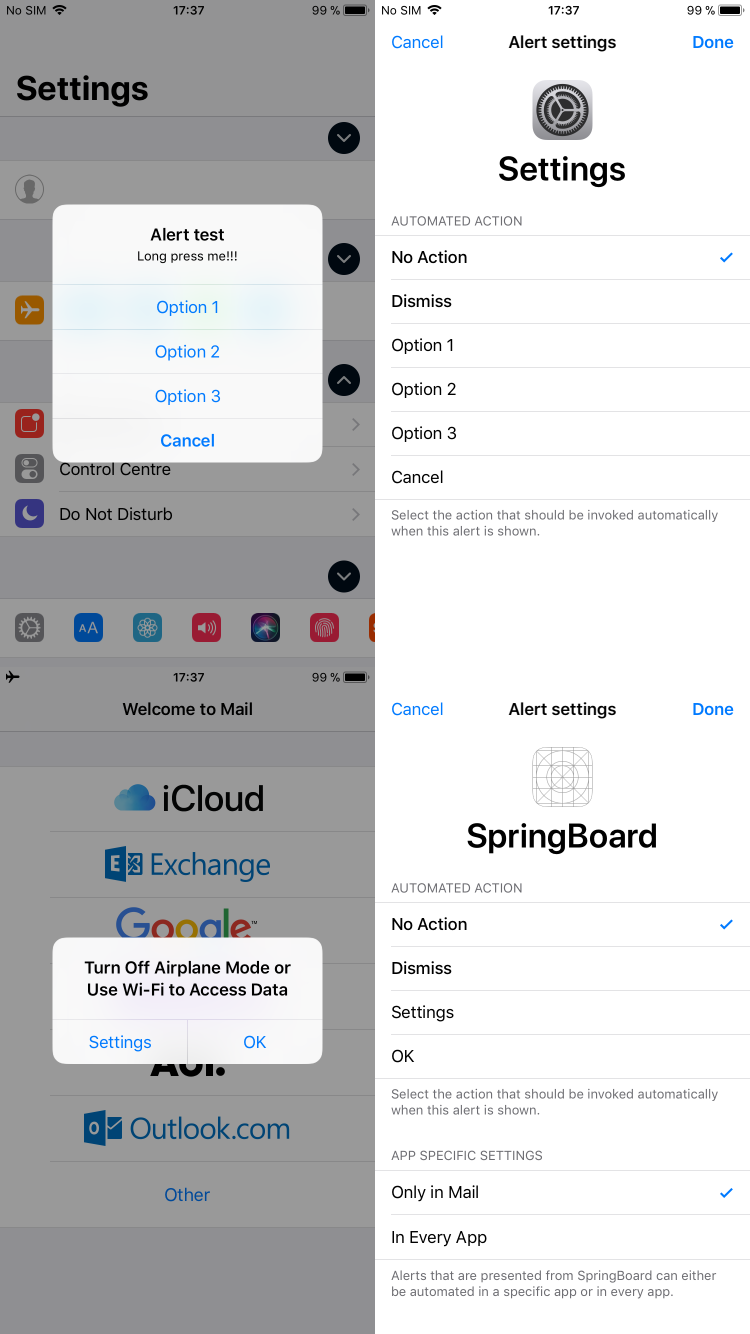 No SIM 17:37 99 %
Settings
Alert test
Long press me!!!
Option 1
Option 2
Option 3
Cancel
Control Centre
Do Not Disturb
AA
No SIM 17:37 99 %
Cancel Alert settings Done
Settings
AUTOMATED ACTION
No Action
Dismiss
Option 1
Option 2
Option 3
Cancel
Select the action that should be invoked automatically
when this alert is shown.
17:37 99 %
Welcome to Mail
iCloud
E Exchange
Google™
Turn Off Airplane Mode or
Use Wi-Fi to Access Data
Settings OK
Aol.
O Outlook.com
Other
Cancel Alert settings Done
SpringBoard
AUTOMATED ACTION
No Action
Dismiss
Settings
OK
Select the action that should be invoked automatically
when this alert is shown.
APP SPECIFIC SETTINGS
Only in Mail
In Every App
Alerts that are presented from SpringBoard can either
be automated in a specific app or in every app.